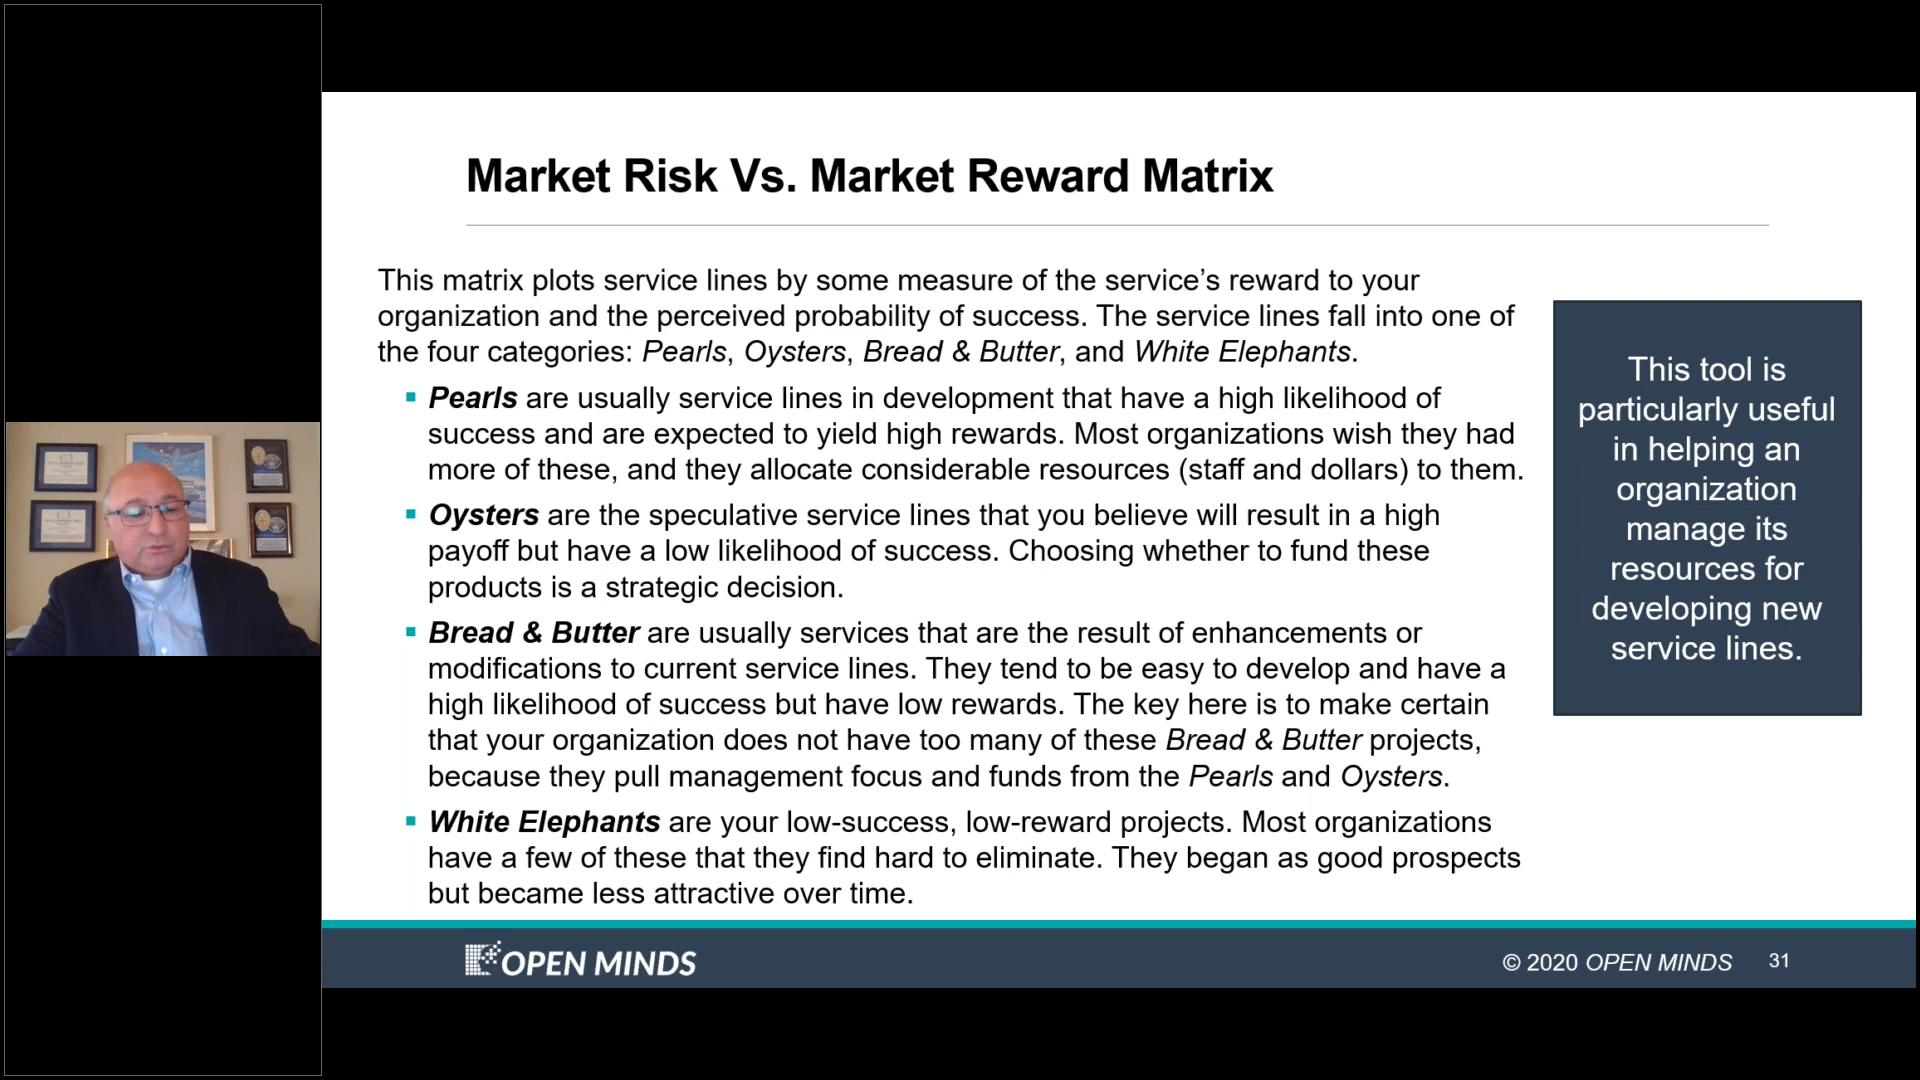 Market Risk Vs. Market Reward Matrix
This matrix plots service lines by some measure of the service’s reward to your
organization and the perceived probability of success. The service lines fall into one of
the four categories: Pearls, Oysters, Bread & Butter, and White Elephants.
▪ Pearls are usually service lines in development that have a high likelihood of
success and are expected to yield high rewards. Most organizations wish they had
more of these, and they allocate considerable resources (staff and dollars) to them.
▪ Oysters are the speculative service lines that you believe will result in a high
payoff but have a low likelihood of success. Choosing whether to fund these
products is a strategic decision.
▪ Bread & Butter are usually services that are the result of enhancements or
modifications to current service lines. They tend to be easy to develop and have a
high likelihood of success but have low rewards. The key here is to make certain
that your organization does not have too many of these Bread & Butter projects,
because they pull management focus and funds from the Pearls and Oysters.
▪ White Elephants are your low-success, low-reward projects. Most organizations
have a few of these that they find hard to eliminate. They began as good prospects
but became less attractive over time.
This tool is
particularly useful
in helping an
organization
manage its
resources for
developing new
service lines.
OPEN MINDS
© 2020 OPEN MINDS 31